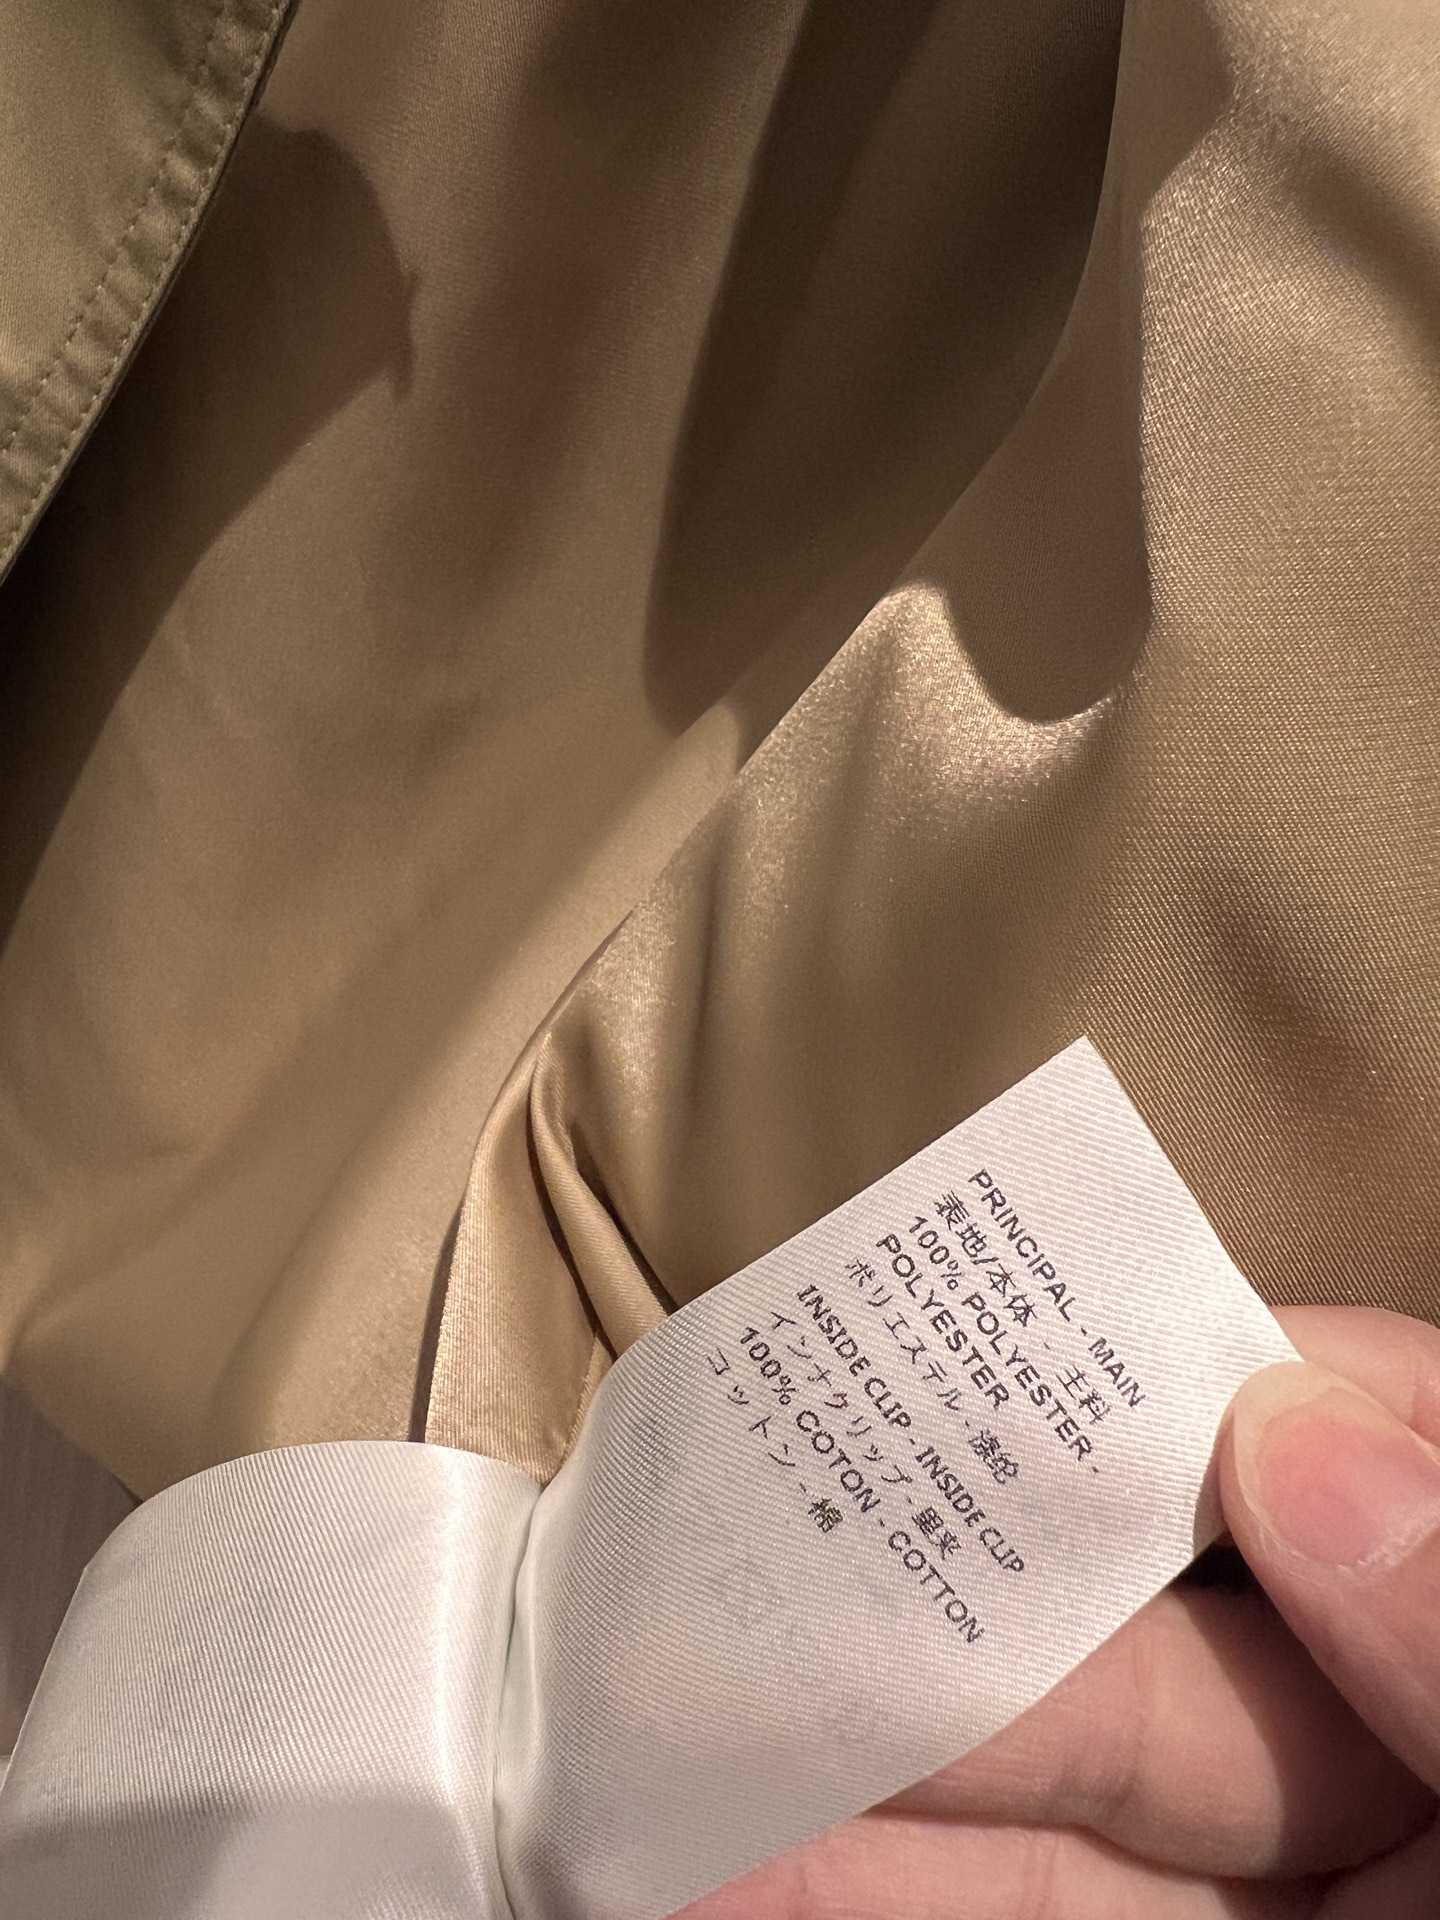 PRINCIPAL - MAIN
表地/本体 - 主料
100% POLYESTER -
POLYESTER
ポリエステル - 滌綸
INSIDE CLIP - INSIDE CLIP
インナクリップ - 里夹
100% COTON - COTTON
コットン - 棉